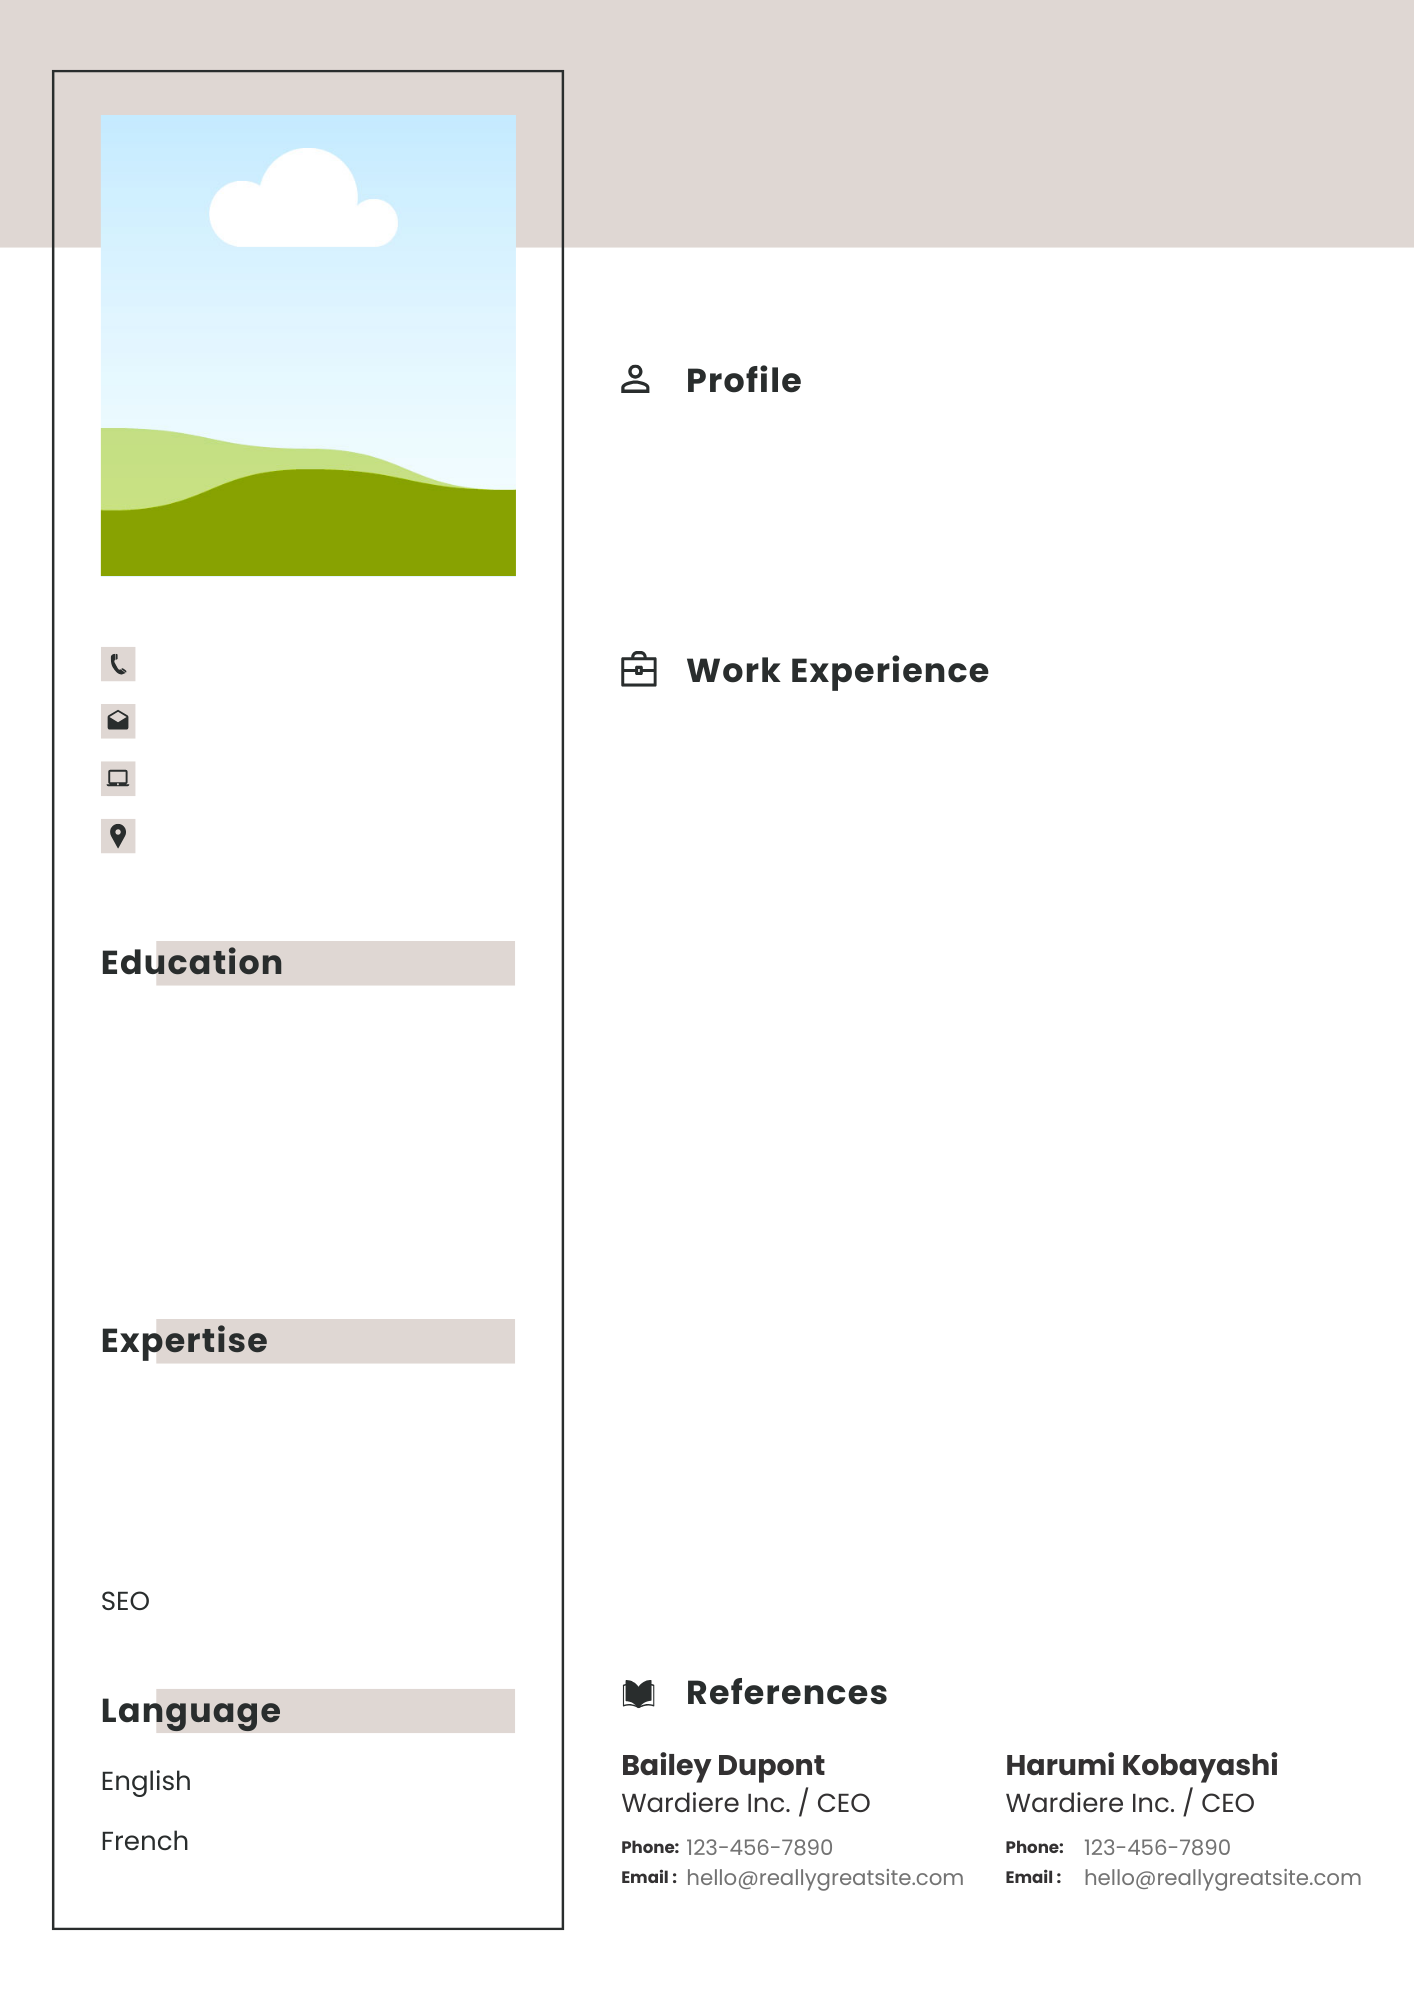 Education
Expertise
SEO
Language
English
French
Profile
Work Experience
References
Bailey Dupont
Wardiere Inc. / CEO
Phone: 123-456-7890
Email : hello@reallygreatsite.com
Harumi Kobayashi
Wardiere Inc. / CEO
Phone: 123-456-7890
Email : hello@reallygreatsite.com